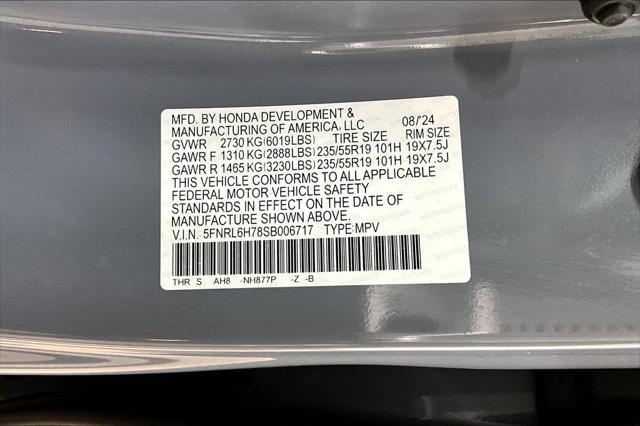 MFD. BY HONDA DEVELOPMENT & 08/'24
MANUFACTURING OF AMERICA, LLC
GVWR 2730 KG(6019LBS) TIRE SIZE RIM SIZE
GAWR F 1310 KG(2888LBS) 235/55R19 101H 19X7.5J
GAWR R 1465 KG(3230LBS) 235/55R19 101H 19X7.5J
THIS VEHICLE CONFORMS TO ALL APPLICABLE
FEDERAL MOTOR VEHICLE SAFETY
STANDARDS IN EFFECT ON THE DATE OF
MANUFACTURE SHOWN ABOVE.
V.I.N. 5FNRL6H78SB006717 TYPE:MPV
THR S AH8 -NH877P -Z -B